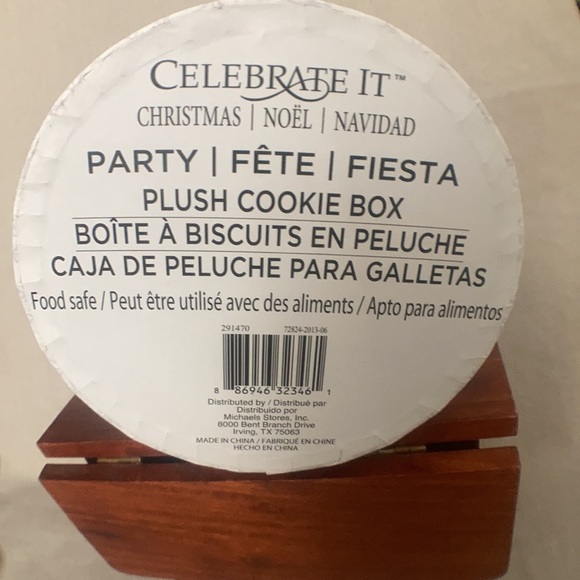 CELEBRATE IT™
CHRISTMAS | NOËL | NAVIDAD
PARTY | FÊTE | FIESTA
PLUSH COOKIE BOX
BOÎTE À BISCUITS EN PELUCHE
CAJA DE PELUCHE PARA GALLETAS
Food safe / Peut être utilisé avec des aliments / Apto para alimentos
291470 72824-2013-06
8 86946 32346 1
Distributed by / Distribué par
Distribuido por
Michaels Stores, Inc.
8000 Bent Branch Drive
Irving, TX 75063
MADE IN CHINA / FABRIQUÉ EN CHINE
HECHO EN CHINA